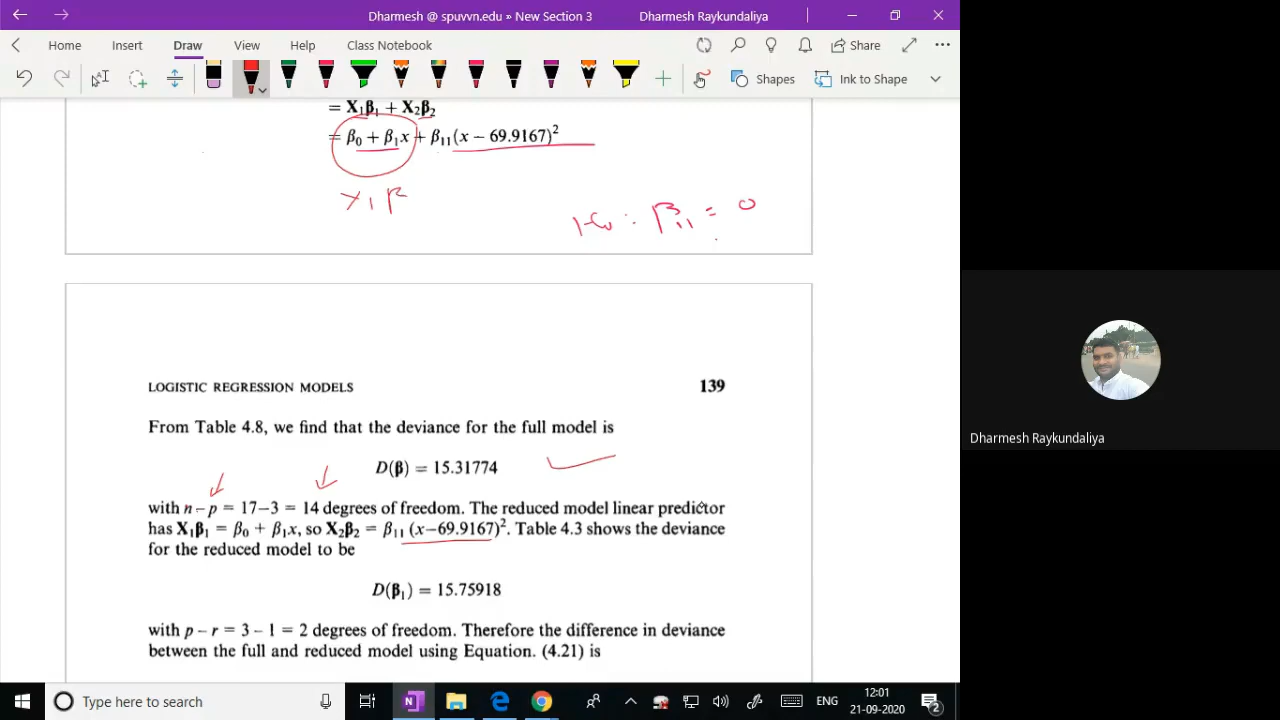 Dharmesh @ spuvvn.edu » New Section 3
Dharmesh Raykundaliya
Home Insert Draw View Help Class Notebook
Share
Shapes
Ink to Shape
= X₁β₁ + X₂β₂
= β₀ + β₁x + β₁₁(x − 69.9167)²
H₀ : β₁₁ = 0
LOGISTIC REGRESSION MODELS 139
From Table 4.8, we find that the deviance for the full model is
D(β) = 15.31774
with n−p = 17−3 = 14 degrees of freedom. The reduced model linear predictor
has X₁β₁ = β₀ + β₁x, so X₂β₂ = β₁₁ (x−69.9167)². Table 4.3 shows the deviance
for the reduced model to be
D(β₁) = 15.75918
with p − r = 3 − 1 = 2 degrees of freedom. Therefore the difference in deviance
between the full and reduced model using Equation. (4.21) is
Dharmesh Raykundaliya
Type here to search
ENG
12:01
21-09-2020
2